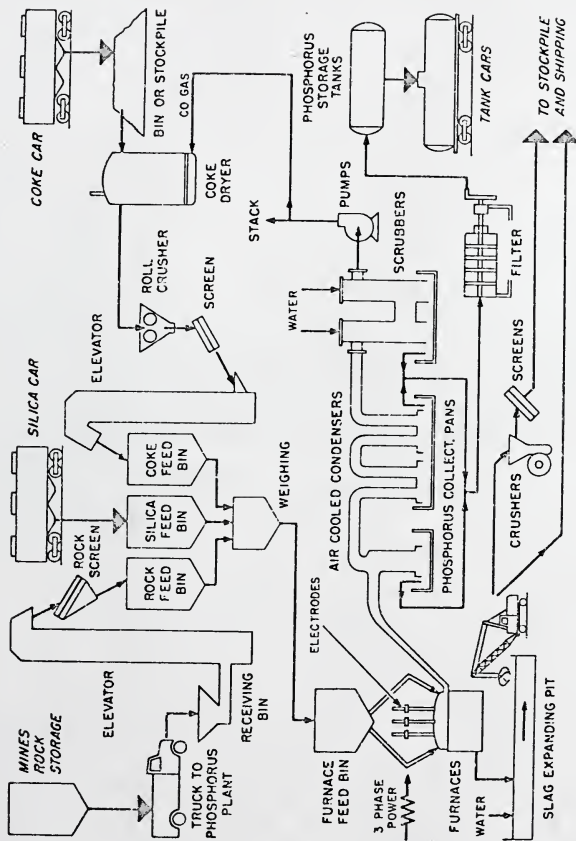 MINES
ROCK
STORAGE
TRUCK TO
PHOSPHORUS
PLANT
ELEVATOR
RECEIVING
BIN
ROCK
SCREEN
SILICA CAR
ROCK
FEED
BIN
SILICA
FEED
BIN
COKE
FEED
BIN
WEIGHING
ELEVATOR
SCREEN
ROLL
CRUSHER
COKE CAR
BIN OR STOCKPILE
COKE
DRYER
CO GAS
STACK
FURNACE
FEED BIN
3 PHASE
POWER
ELECTRODES
FURNACES
WATER
SLAG EXPANDING PIT
AIR COOLED CONDENSERS
PHOSPHORUS COLLECT. PANS
WATER
SCRUBBERS
PUMPS
PHOSPHORUS
STORAGE
TANKS
TANK CARS
FILTER
CRUSHERS
SCREENS
TO STOCKPILE
AND SHIPPING